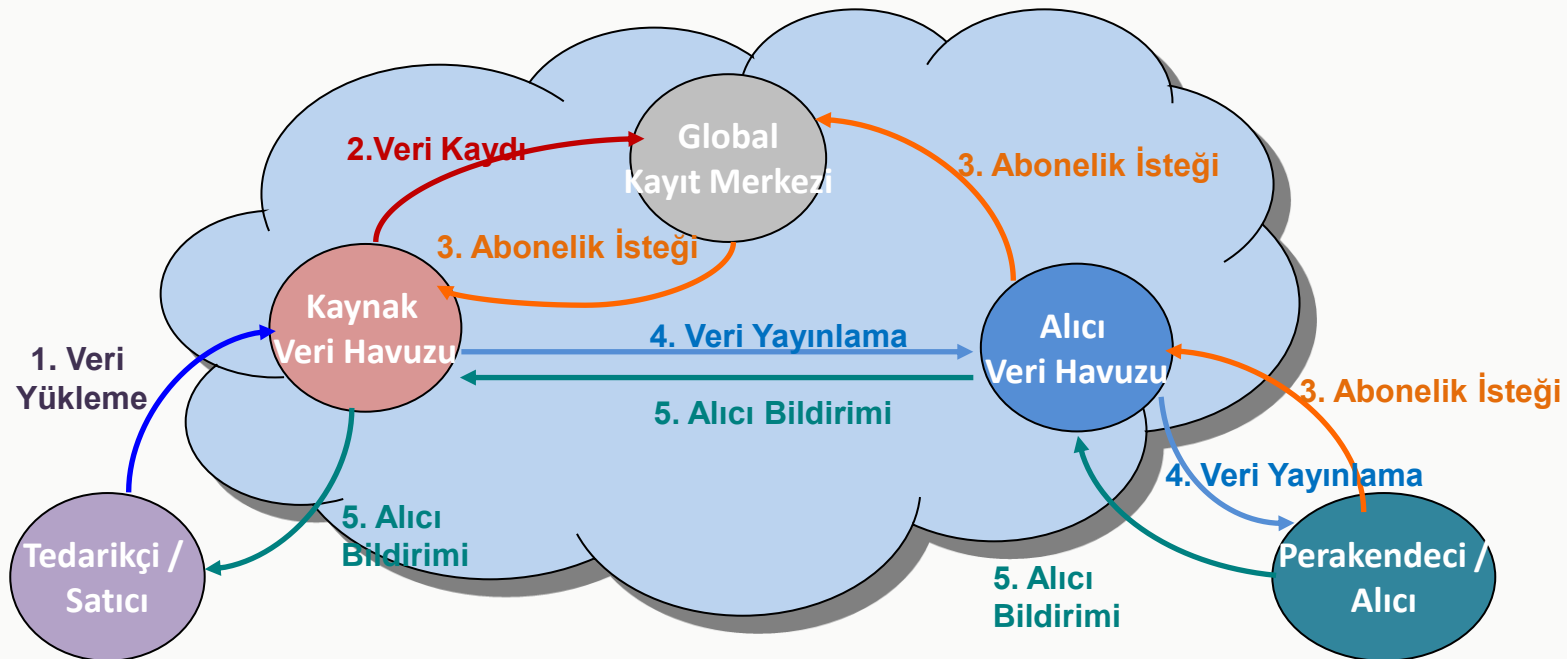 Global
Kayıt Merkezi
2.Veri Kaydı
3. Abonelik İsteği
3. Abonelik İsteği
Kaynak
Veri Havuzu
4. Veri Yayınlama
Alıcı
Veri Havuzu
1. Veri
Yükleme
5. Alıcı Bildirimi
3. Abonelik İsteği
4. Veri Yayınlama
5. Alıcı
Bildirimi
Tedarikçi /
Satıcı
5. Alıcı
Bildirimi
Perakendeci /
Alıcı